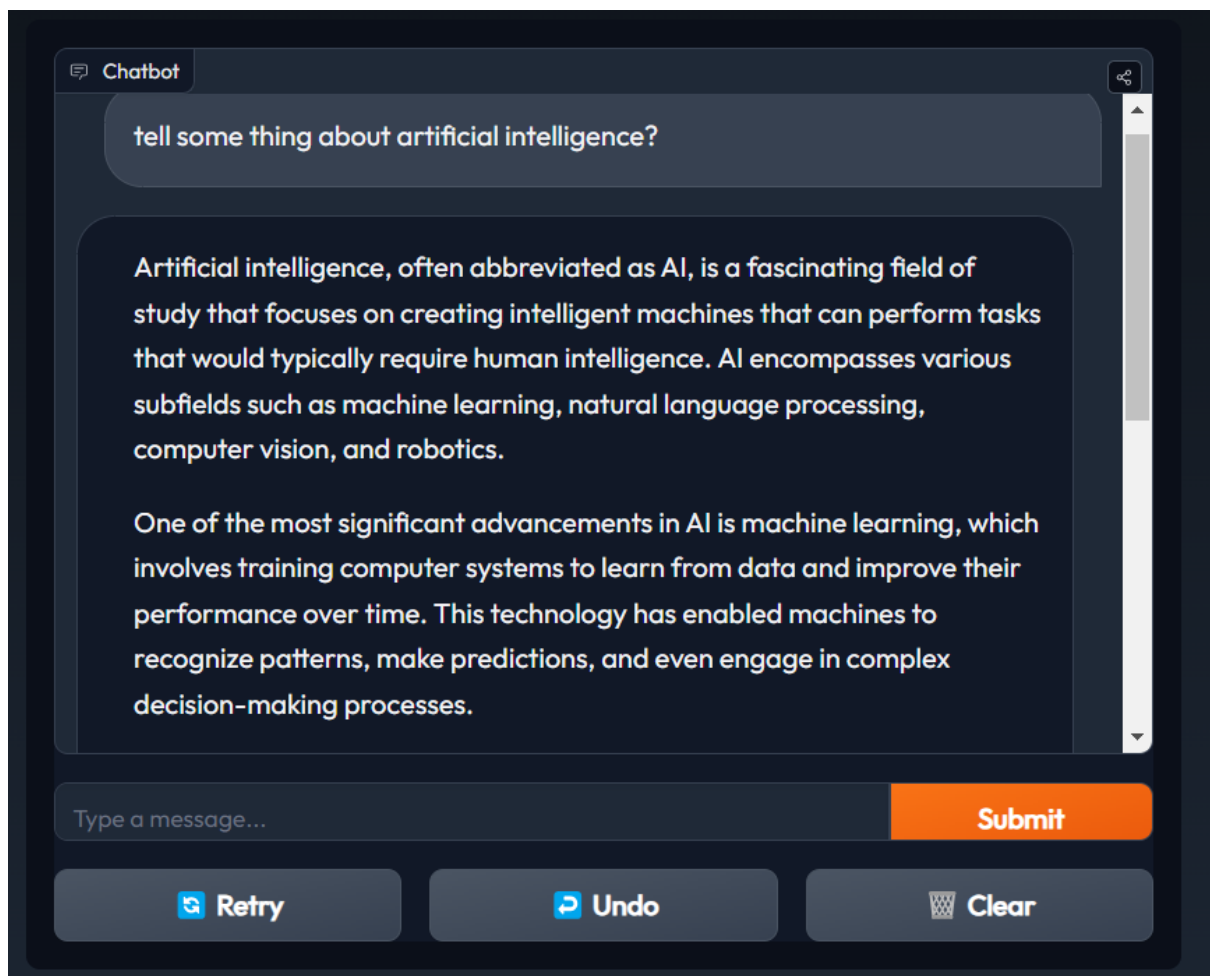 Chatbot
tell some thing about artificial intelligence?
Artificial intelligence, often abbreviated as AI, is a fascinating field of
study that focuses on creating intelligent machines that can perform tasks
that would typically require human intelligence. AI encompasses various
subfields such as machine learning, natural language processing,
computer vision, and robotics.
One of the most significant advancements in AI is machine learning, which
involves training computer systems to learn from data and improve their
performance over time. This technology has enabled machines to
recognize patterns, make predictions, and even engage in complex
decision-making processes.
Type a message...
Submit
Retry
Undo
Clear